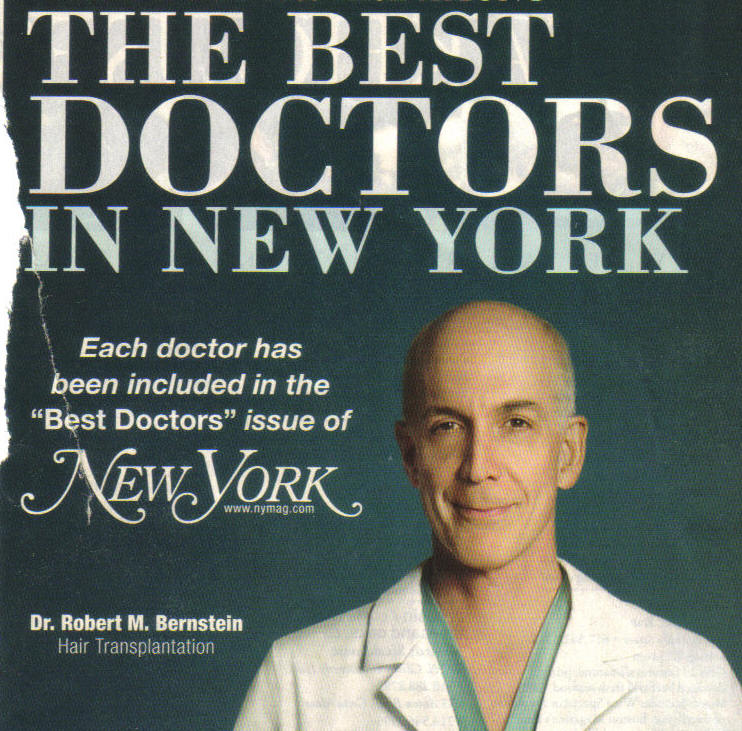 THE BEST
DOCTORS
IN NEW YORK
Each doctor has
been included in the
“Best Doctors” issue of
NEW YORK
www.nymag.com
Dr. Robert M. Bernstein
Hair Transplantation